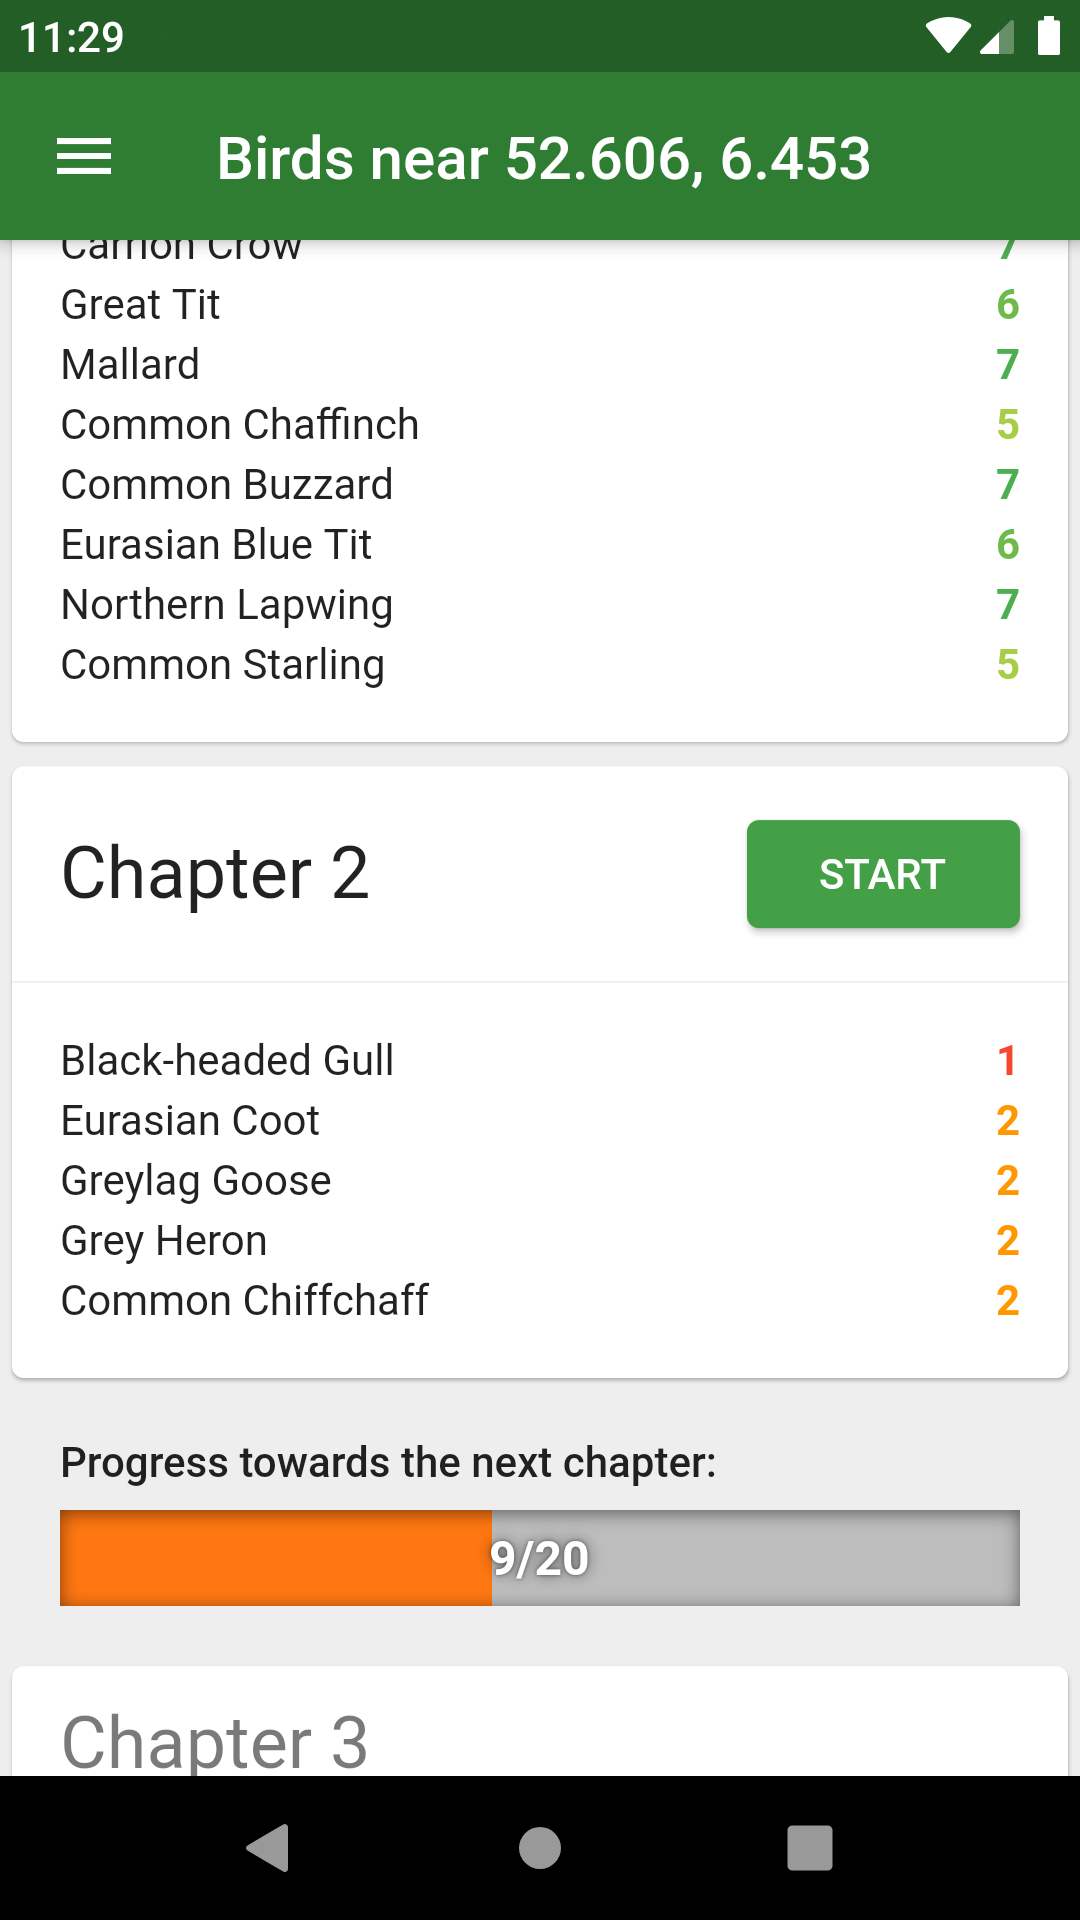 11:29
Birds near 52.606, 6.453
Carrion Crow 7
Great Tit 6
Mallard 7
Common Chaffinch 5
Common Buzzard 7
Eurasian Blue Tit 6
Northern Lapwing 7
Common Starling 5
Chapter 2 START
Black-headed Gull 1
Eurasian Coot 2
Greylag Goose 2
Grey Heron 2
Common Chiffchaff 2
Progress towards the next chapter:
9/20
Chapter 3